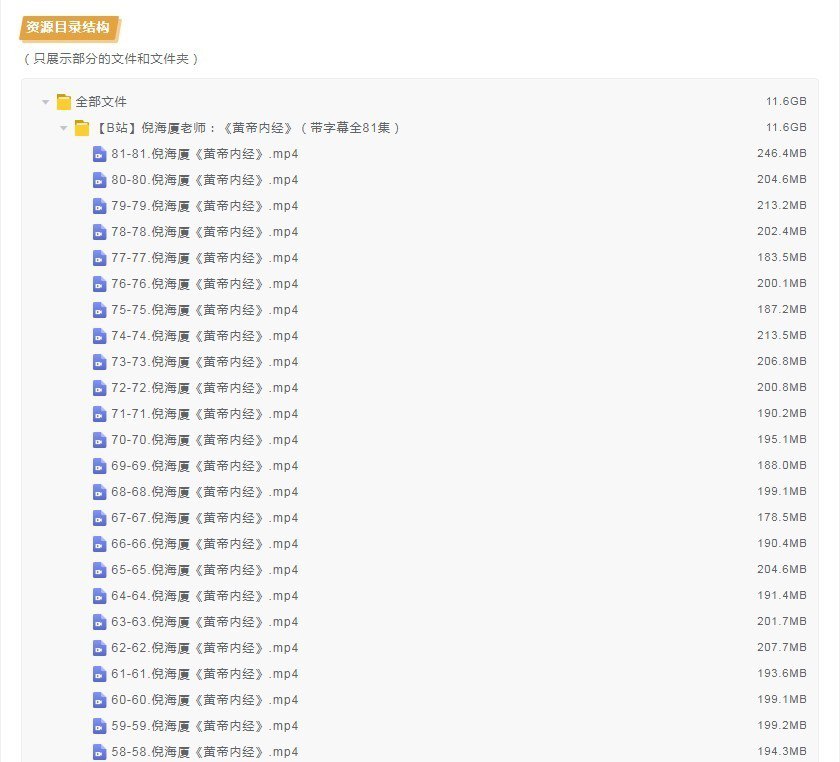 资源目录结构
（只展示部分的文件和文件夹）
全部文件 11.6GB
【B站】倪海厦老师：《黄帝内经》（带字幕全81集） 11.6GB
81-81.倪海厦《黄帝内经》.mp4 246.4MB
80-80.倪海厦《黄帝内经》.mp4 204.6MB
79-79.倪海厦《黄帝内经》.mp4 213.2MB
78-78.倪海厦《黄帝内经》.mp4 202.4MB
77-77.倪海厦《黄帝内经》.mp4 183.5MB
76-76.倪海厦《黄帝内经》.mp4 200.1MB
75-75.倪海厦《黄帝内经》.mp4 187.2MB
74-74.倪海厦《黄帝内经》.mp4 213.5MB
73-73.倪海厦《黄帝内经》.mp4 206.8MB
72-72.倪海厦《黄帝内经》.mp4 200.8MB
71-71.倪海厦《黄帝内经》.mp4 190.2MB
70-70.倪海厦《黄帝内经》.mp4 195.1MB
69-69.倪海厦《黄帝内经》.mp4 188.0MB
68-68.倪海厦《黄帝内经》.mp4 199.1MB
67-67.倪海厦《黄帝内经》.mp4 178.5MB
66-66.倪海厦《黄帝内经》.mp4 190.4MB
65-65.倪海厦《黄帝内经》.mp4 204.6MB
64-64.倪海厦《黄帝内经》.mp4 191.4MB
63-63.倪海厦《黄帝内经》.mp4 201.7MB
62-62.倪海厦《黄帝内经》.mp4 207.7MB
61-61.倪海厦《黄帝内经》.mp4 193.6MB
60-60.倪海厦《黄帝内经》.mp4 199.1MB
59-59.倪海厦《黄帝内经》.mp4 199.2MB
58-58.倪海厦《黄帝内经》.mp4 194.3MB